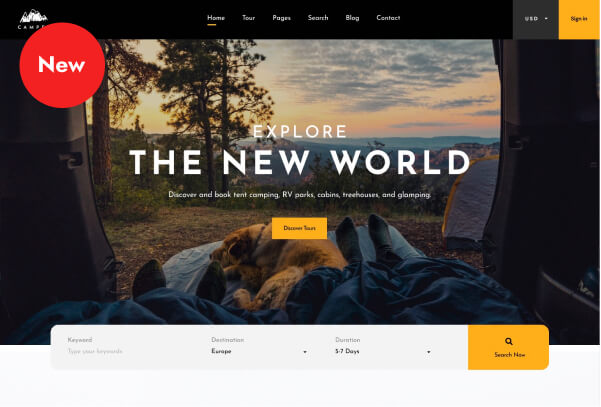 Home
Tour
Pages
Search
Blog
Contact
USD
Sign in
New
EXPLORE
THE NEW WORLD
Discover and book tent camping, RV parks, cabins, treehouses, and glamping.
Discover Tours
Keyword
Type your keywords
Destination
Europe
Duration
5-7 Days
Search Now